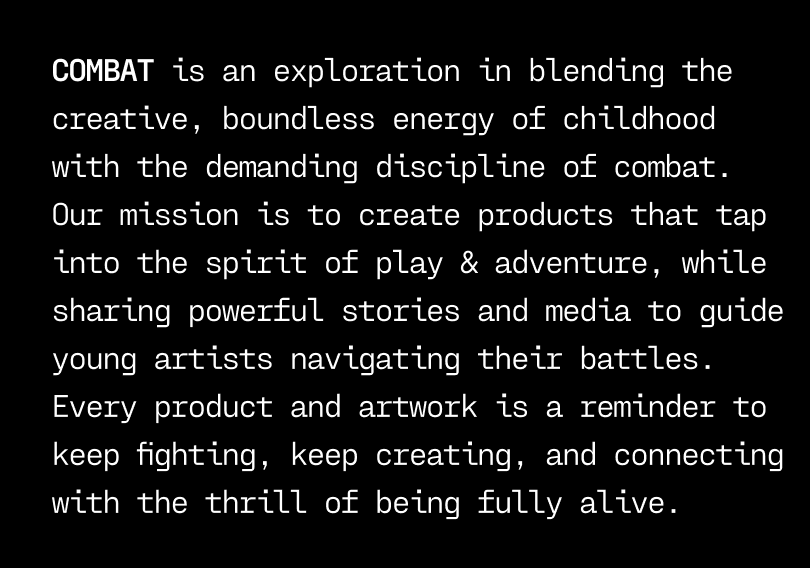 COMBAT is an exploration in blending the
creative, boundless energy of childhood
with the demanding discipline of combat.
Our mission is to create products that tap
into the spirit of play & adventure, while
sharing powerful stories and media to guide
young artists navigating their battles.
Every product and artwork is a reminder to
keep fighting, keep creating, and connecting
with the thrill of being fully alive.